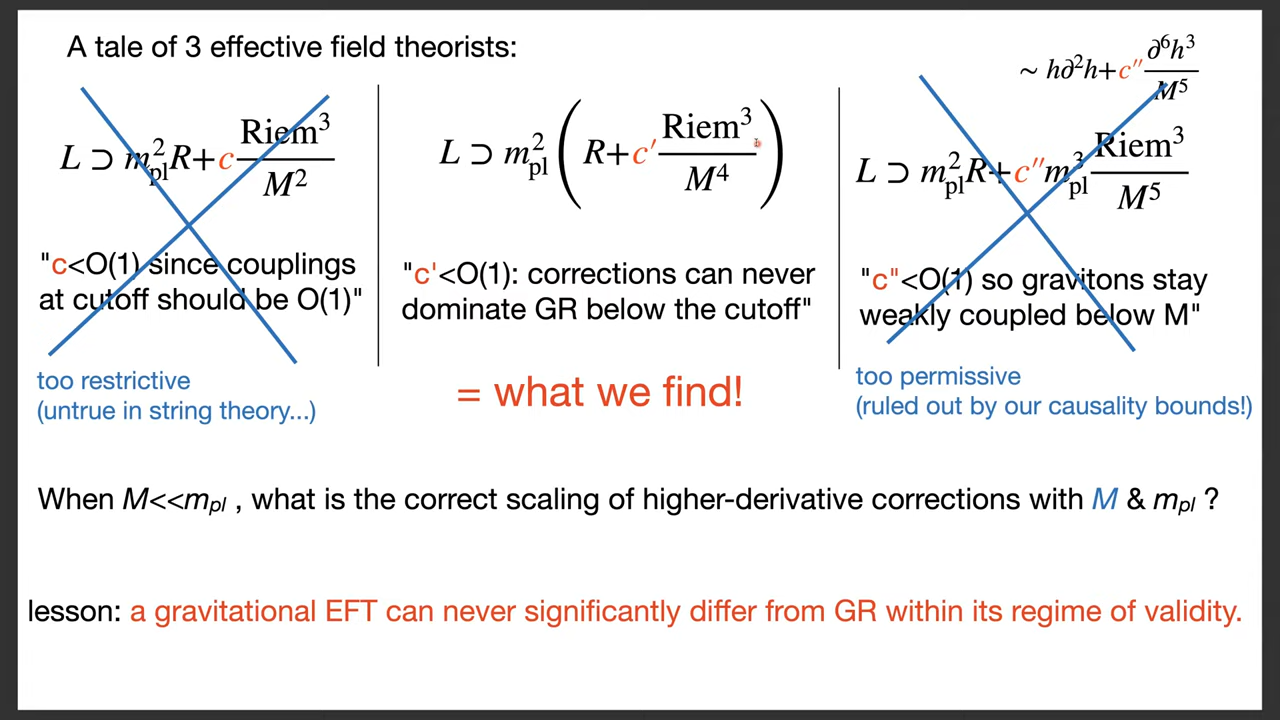 A tale of 3 effective field theorists:
~ h∂²h+c″ ∂⁶h³/M⁵
L ⊃ m²_pl R+c Riem³/M²
"c<O(1) since couplings
at cutoff should be O(1)"
too restrictive
(untrue in string theory...)
L ⊃ m²_pl (R+c′ Riem³/M⁴)
"c'<O(1): corrections can never
dominate GR below the cutoff"
= what we find!
L ⊃ m²_pl R+c″m³_pl Riem³/M⁵
"c"<O(1) so gravitons stay
weakly coupled below M"
too permissive
(ruled out by our causality bounds!)
When M<<m_pl , what is the correct scaling of higher-derivative corrections with M & m_pl ?
lesson: a gravitational EFT can never significantly differ from GR within its regime of validity.